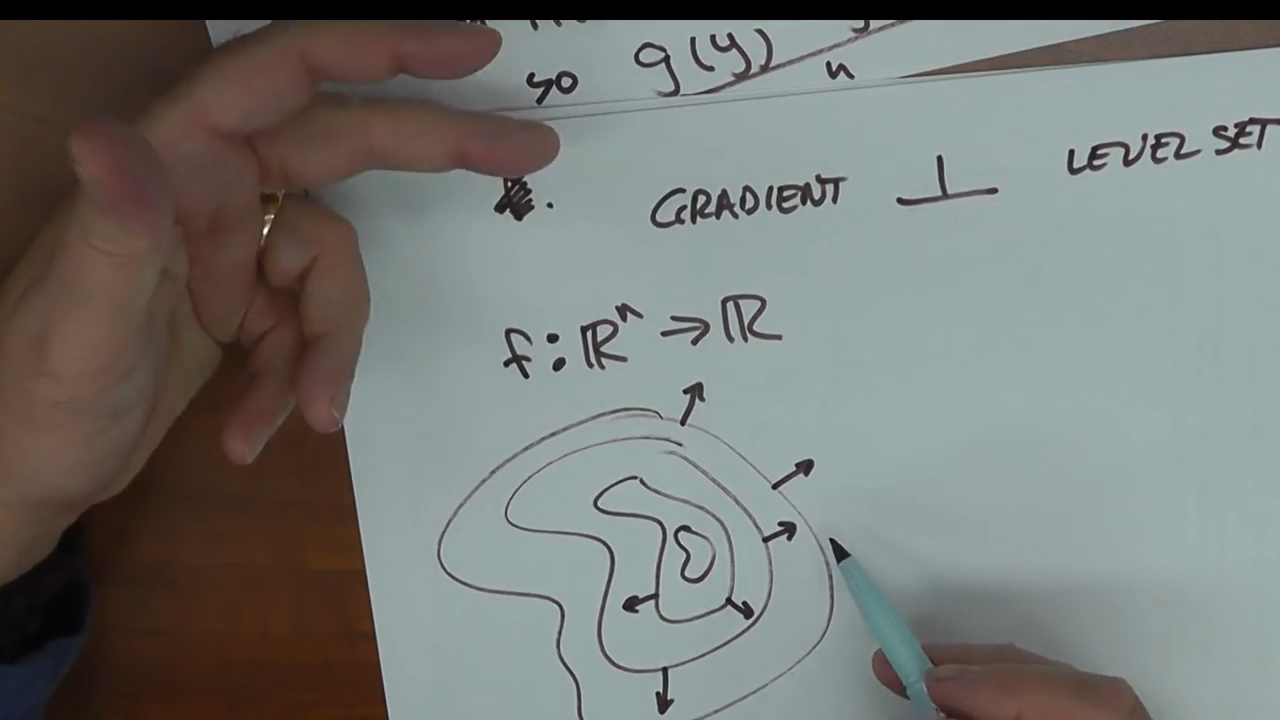 so g(y)
n
GRADIENT ⊥ LEVEL SET
f: ℝⁿ → ℝ